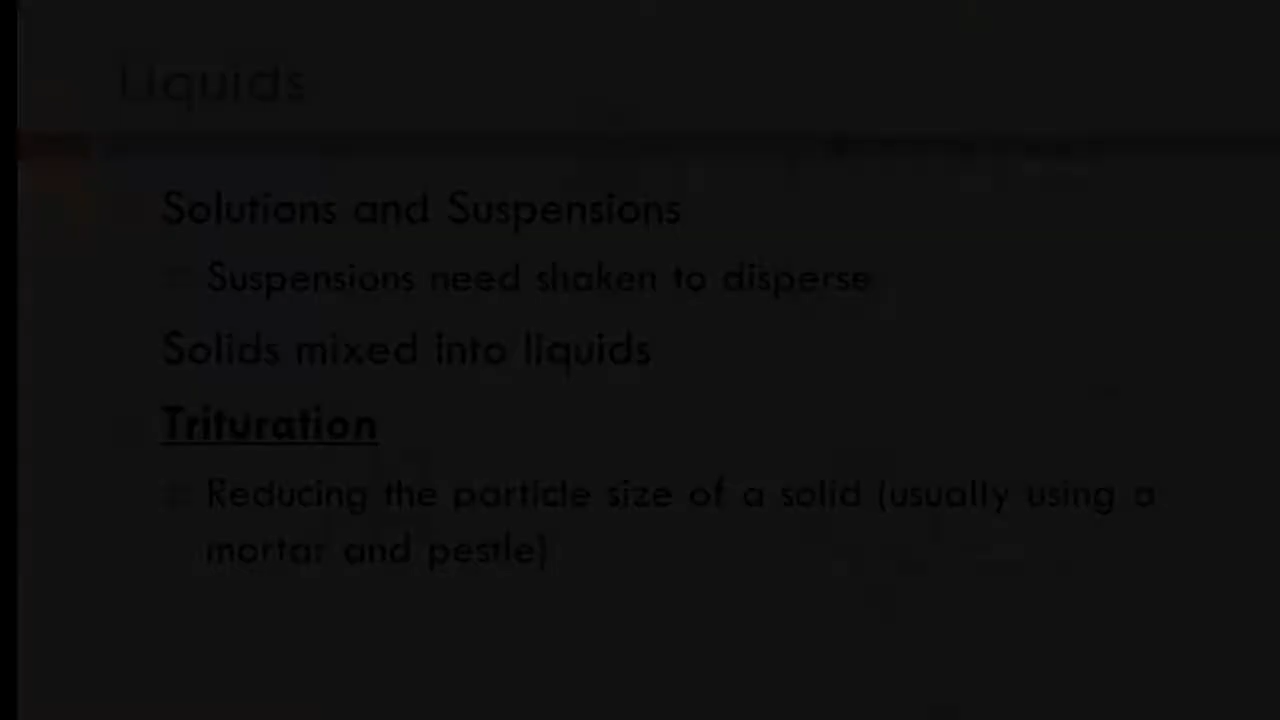 Liquids
Solutions and Suspensions
Suspensions need shaken to disperse
Solids mixed into liquids
Trituration
Reducing the particle size of a solid (usually using a
mortar and pestle)